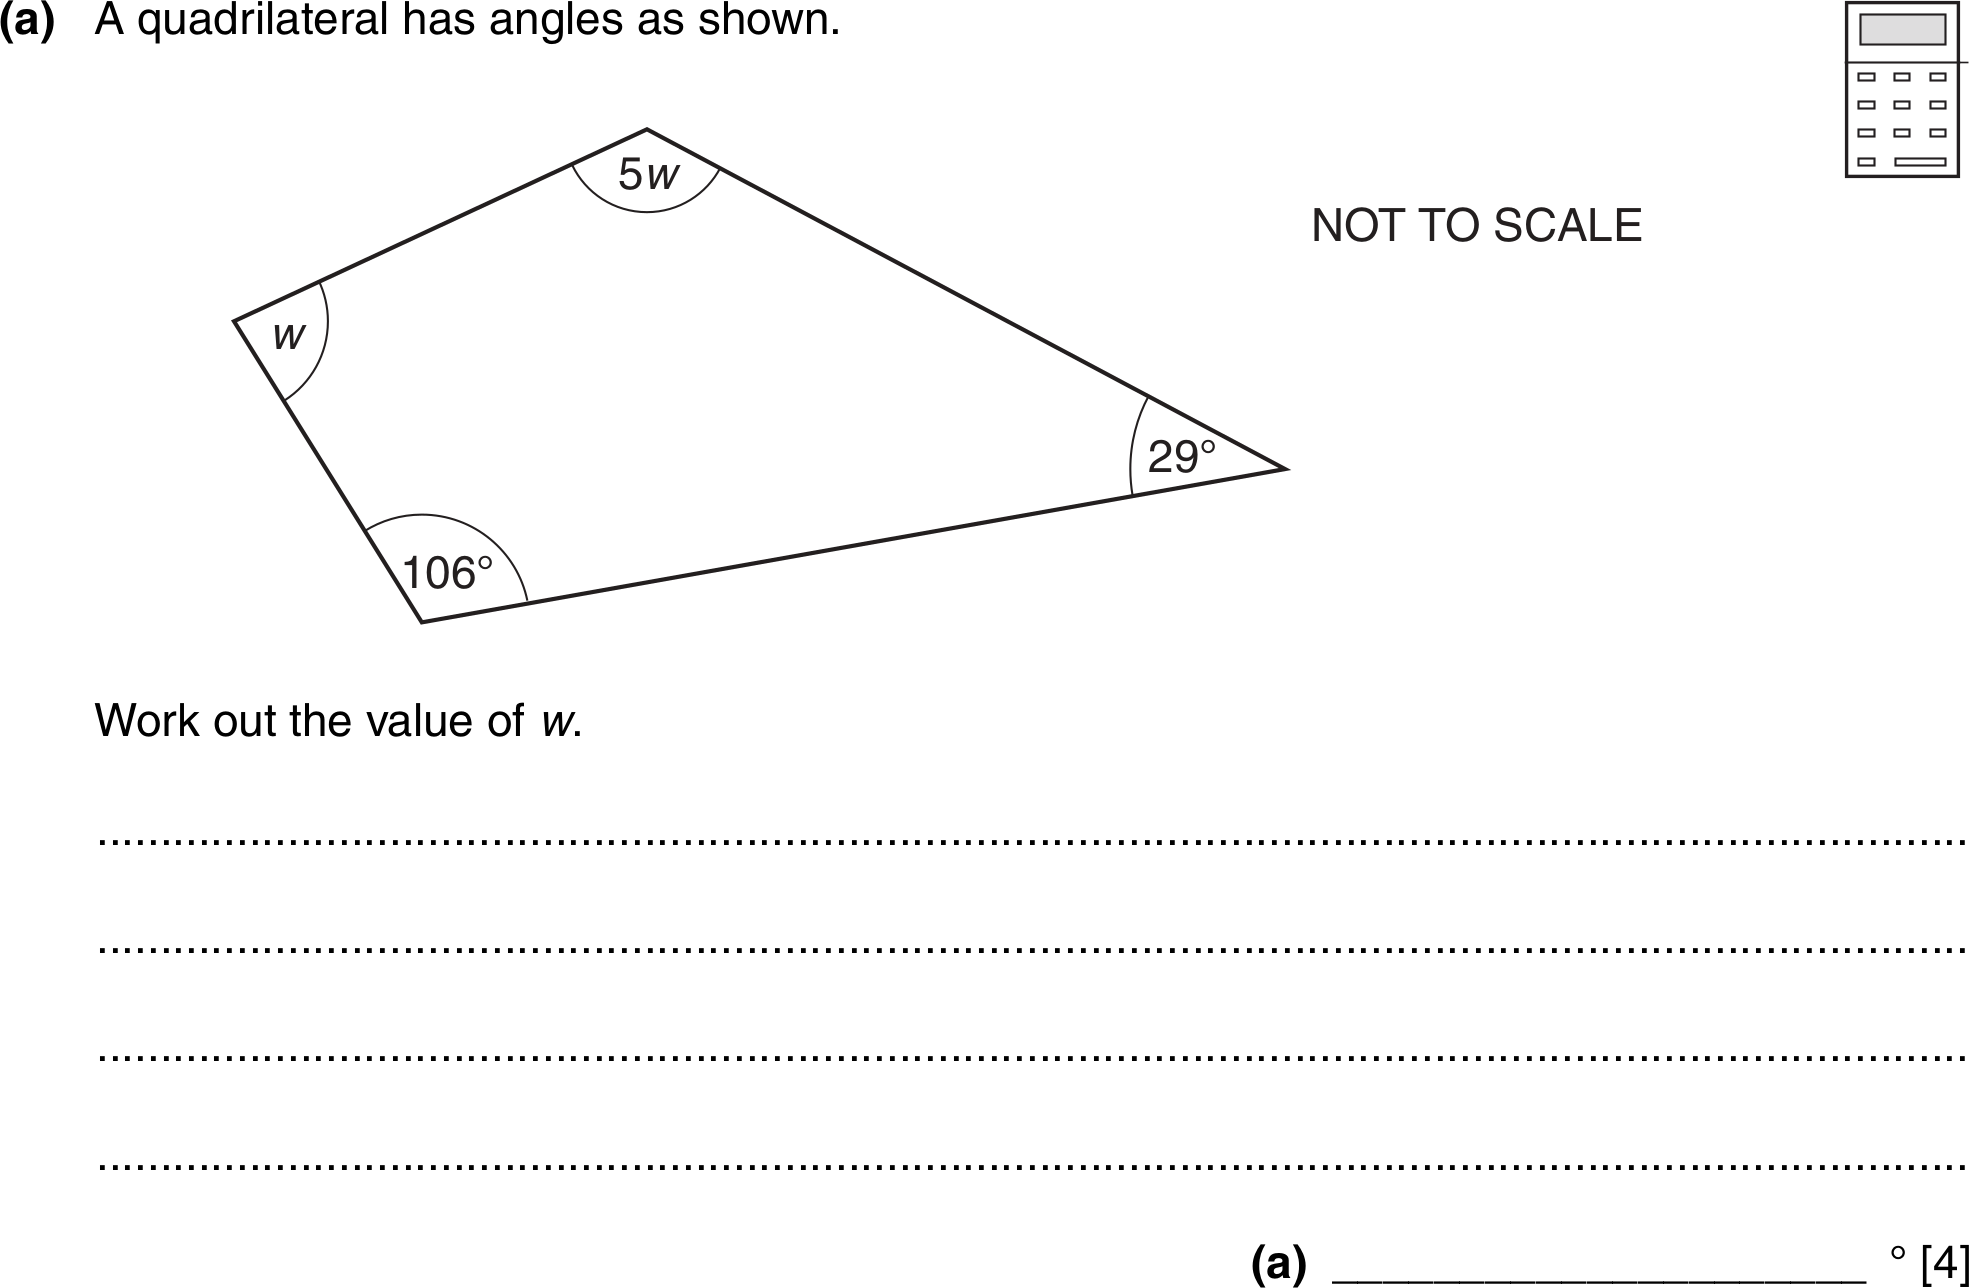 (a) A quadrilateral has angles as shown.
5w
NOT TO SCALE
w
29°
106°
Work out the value of w.
(a) ______________________ ° [4]